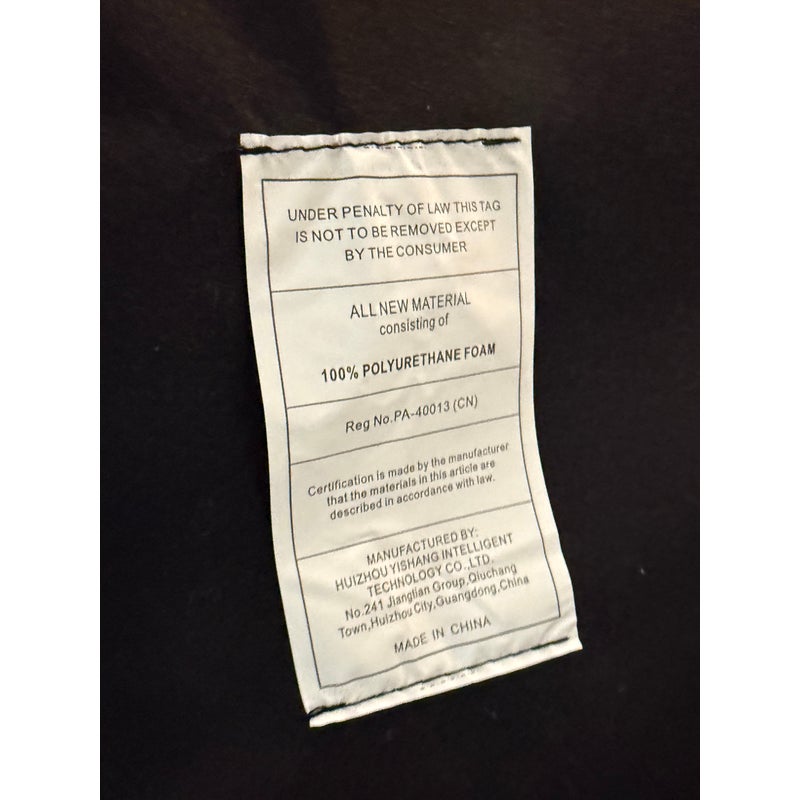 UNDER PENALTY OF LAW THIS TAG
IS NOT TO BE REMOVED EXCEPT
BY THE CONSUMER
ALL NEW MATERIAL
consisting of
100% POLYURETHANE FOAM
Reg No.PA-40013 (CN)
Certification is made by the manufacturer
that the materials in this article are
described in accordance with law.
MANUFACTURED BY:
HUIZHOU YISHANG INTELLIGENT
TECHNOLOGY CO.,LTD.
No.241 Jiangtian Group,Qiuchang
Town,Huizhou City,Guangdong,China
MADE IN CHINA